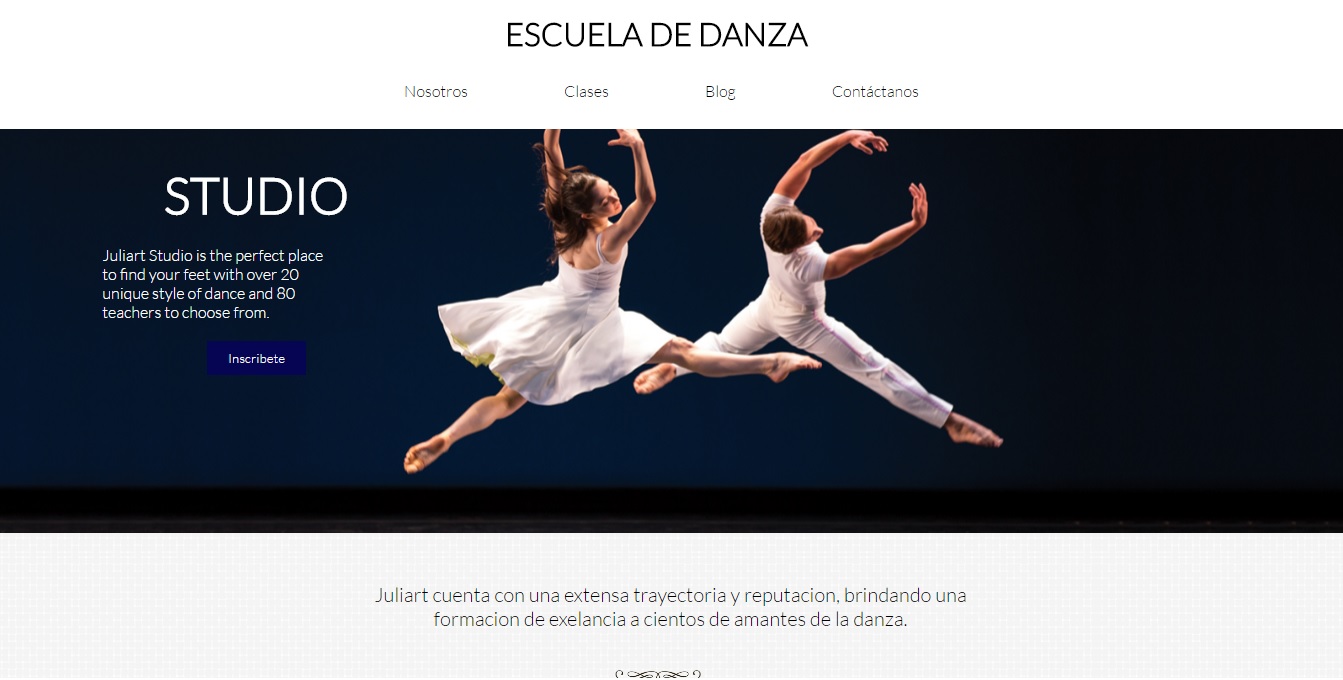 ESCUELA DE DANZA
Nosotros Clases Blog Contáctanos
STUDIO
Juliart Studio is the perfect place
to find your feet with over 20
unique style of dance and 80
teachers to choose from.
Inscribete
Juliart cuenta con una extensa trayectoria y reputacion, brindando una
formacion de exelancia a cientos de amantes de la danza.